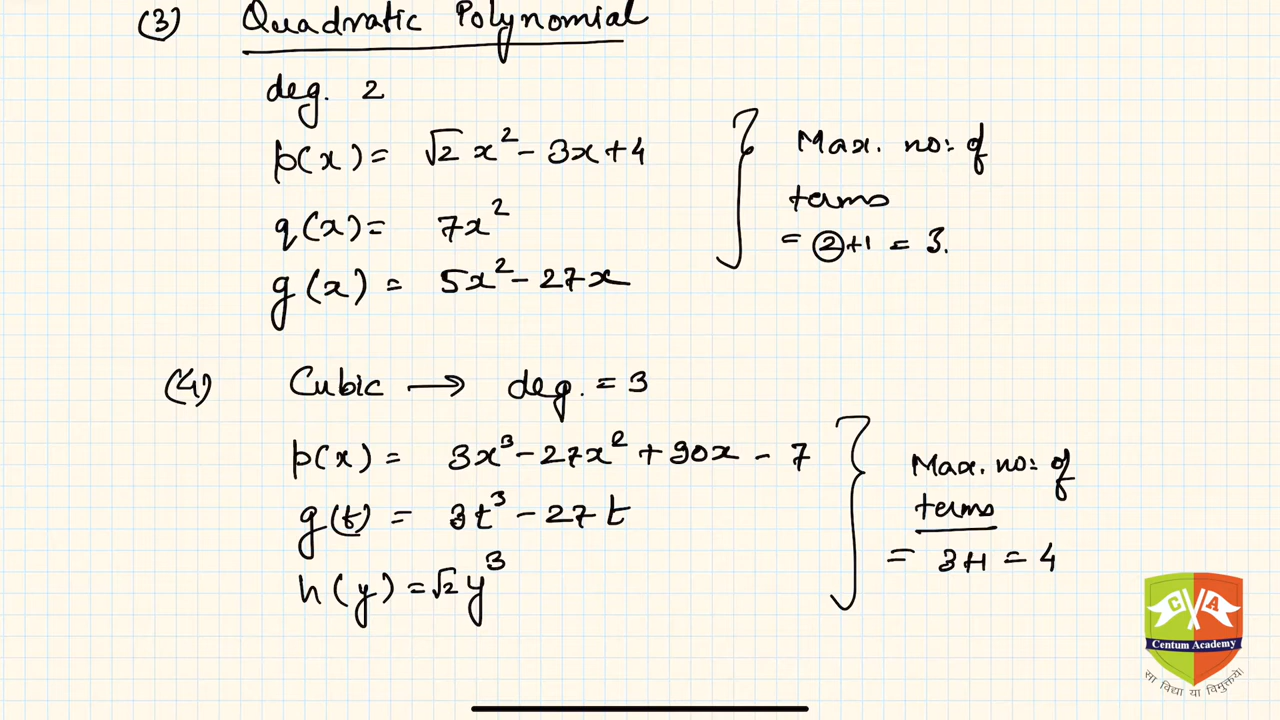 (3) Quadratic Polynomial
deg. 2
p(x) = √2 x² - 3x + 4
q(x) = 7x²
g(x) = 5x² - 27x
Max. no: of
terms
= 2+1 = 3.
(4) Cubic → deg. = 3
p(x) = 3x³ - 27x² + 90x - 7
g(t) = 3t³ - 27t
h(y) = √2 y³
Max. no: of
terms
= 3+1 = 4
C A
Centum Academy
सा विद्या या विमुक्तये।